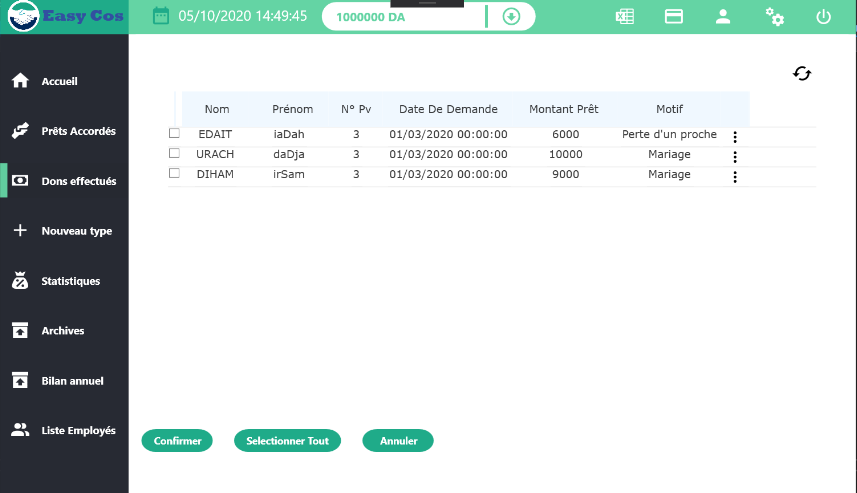 Easy Cos 05/10/2020 14:49:45 1000000 DA
Accueil
Prêts Accordés
Dons effectués
Nouveau type
Statistiques
Archives
Bilan annuel
Liste Employés
Nom Prénom N° Pv Date De Demande Montant Prêt Motif
EDAIT iaDah 3 01/03/2020 00:00:00 6000 Perte d'un proche
URACH daDja 3 01/03/2020 00:00:00 10000 Mariage
DIHAM irSam 3 01/03/2020 00:00:00 9000 Mariage
Confirmer Selectionner Tout Annuler